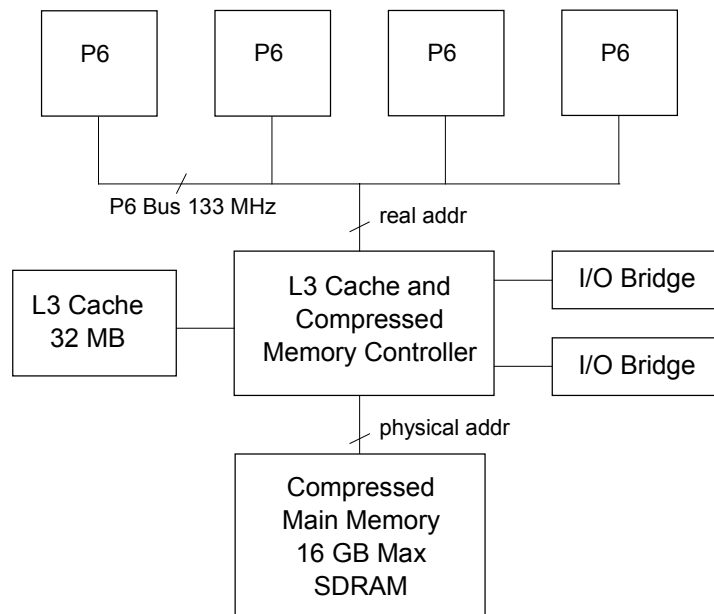 P6
P6
P6
P6
P6 Bus 133 MHz
real addr
L3 Cache
32 MB
L3 Cache and
Compressed
Memory Controller
I/O Bridge
I/O Bridge
physical addr
Compressed
Main Memory
16 GB Max
SDRAM